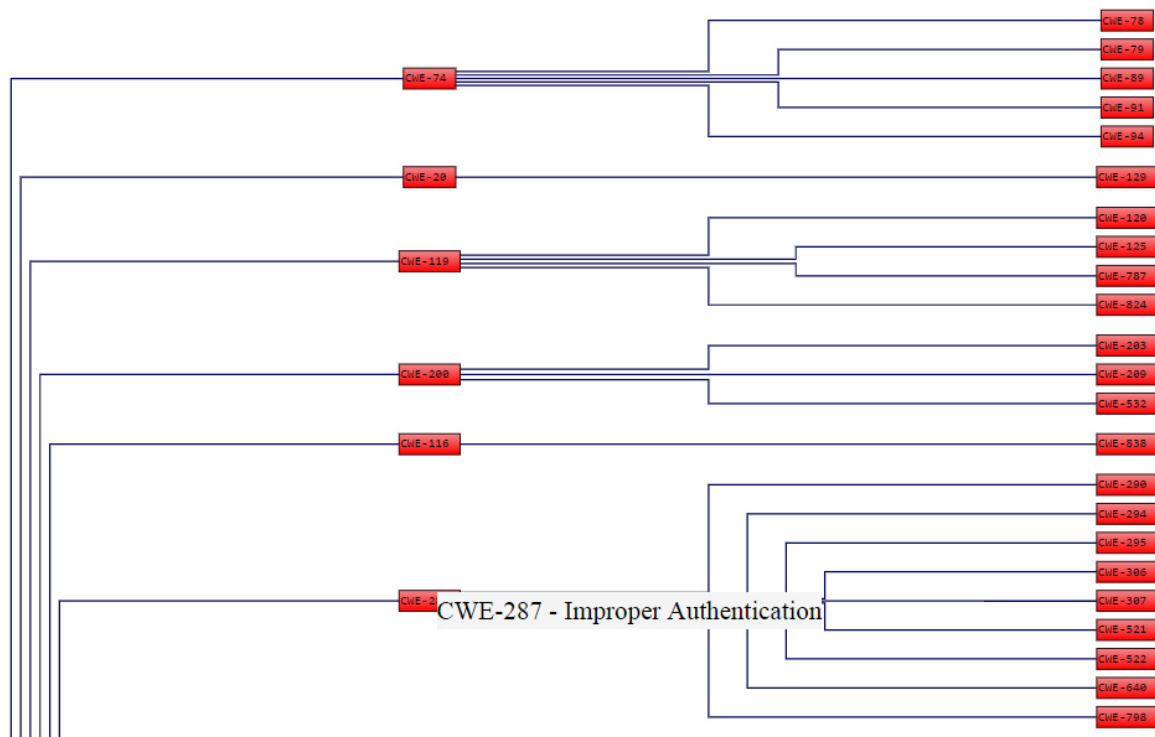 CWE-78
CWE-79
CWE-74
CWE-89
CWE-91
CWE-94
CWE-20
CWE-129
CWE-120
CWE-125
CWE-119
CWE-787
CWE-824
CWE-203
CWE-200
CWE-209
CWE-532
CWE-116
CWE-838
CWE-290
CWE-294
CWE-295
CWE-306
CWE-2
CWE-287 - Improper Authentication
CWE-307
CWE-521
CWE-522
CWE-640
CWE-798